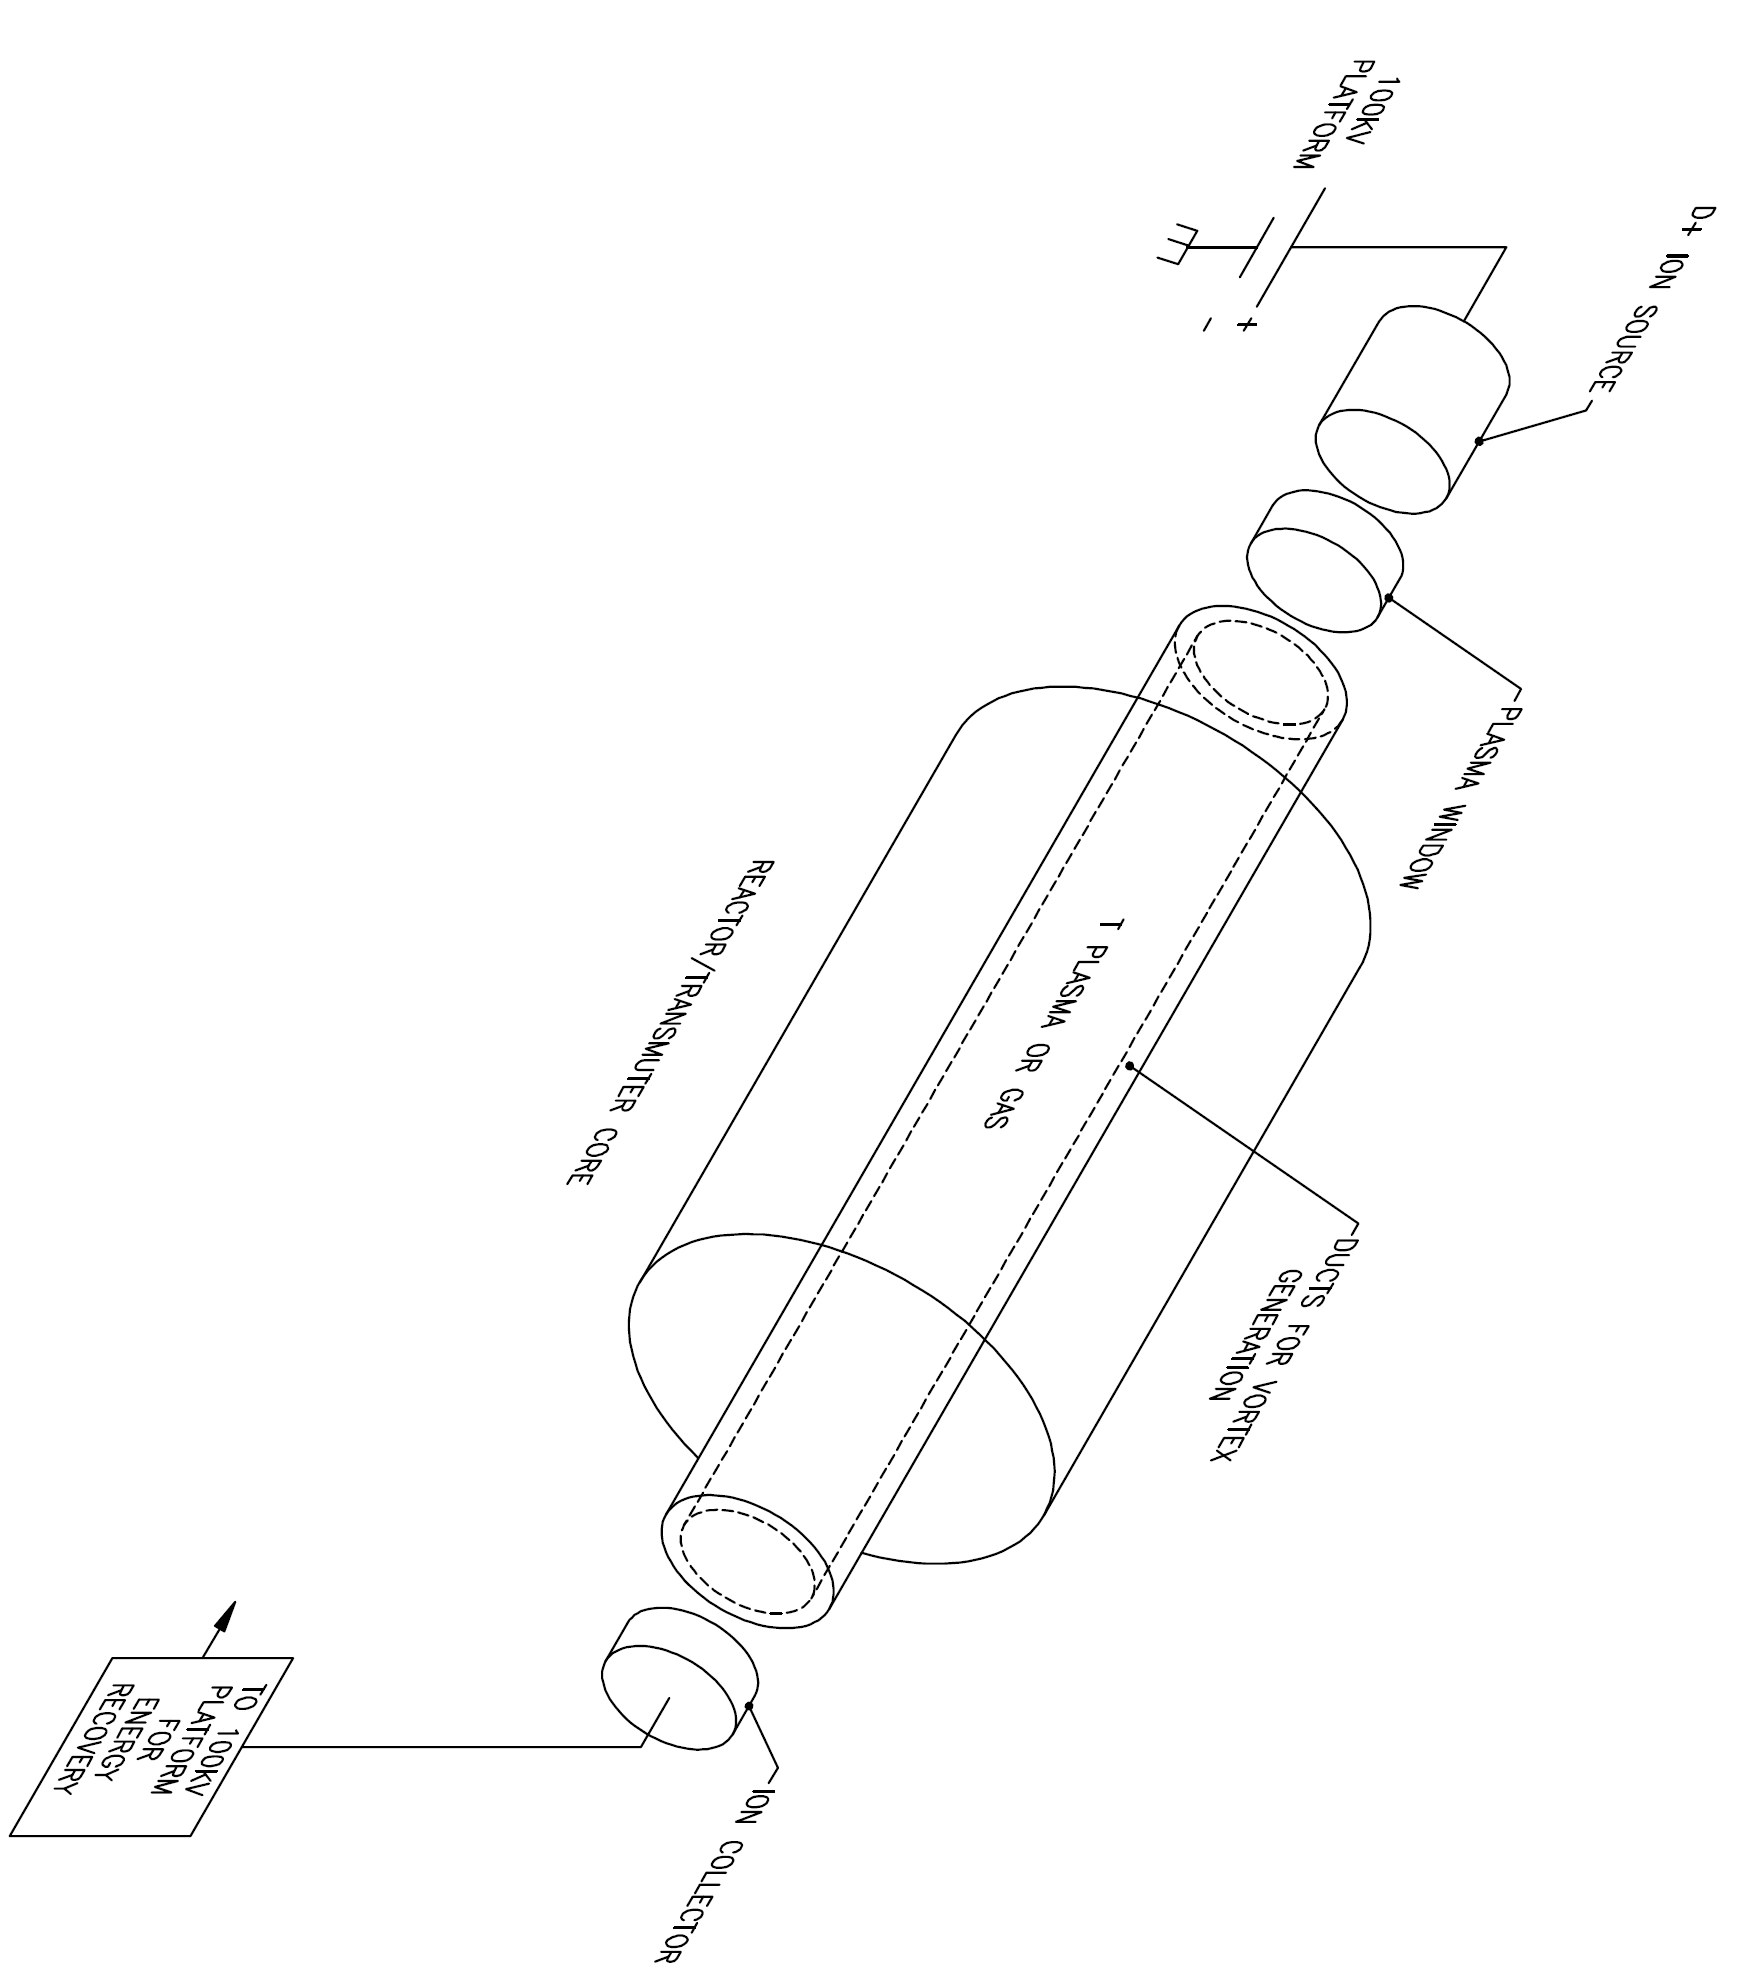 100KV
PLATFORM
D+ ION SOURCE
+
-
PLASMA WINDOW
T PLASMA OR GAS
REACTOR/TRANSMUTER CORE
DUCTS FOR VORTEX
GENERATION
ION COLLECTOR
TO 100KV
PLATFORM
FOR
ENERGY
RECOVERY